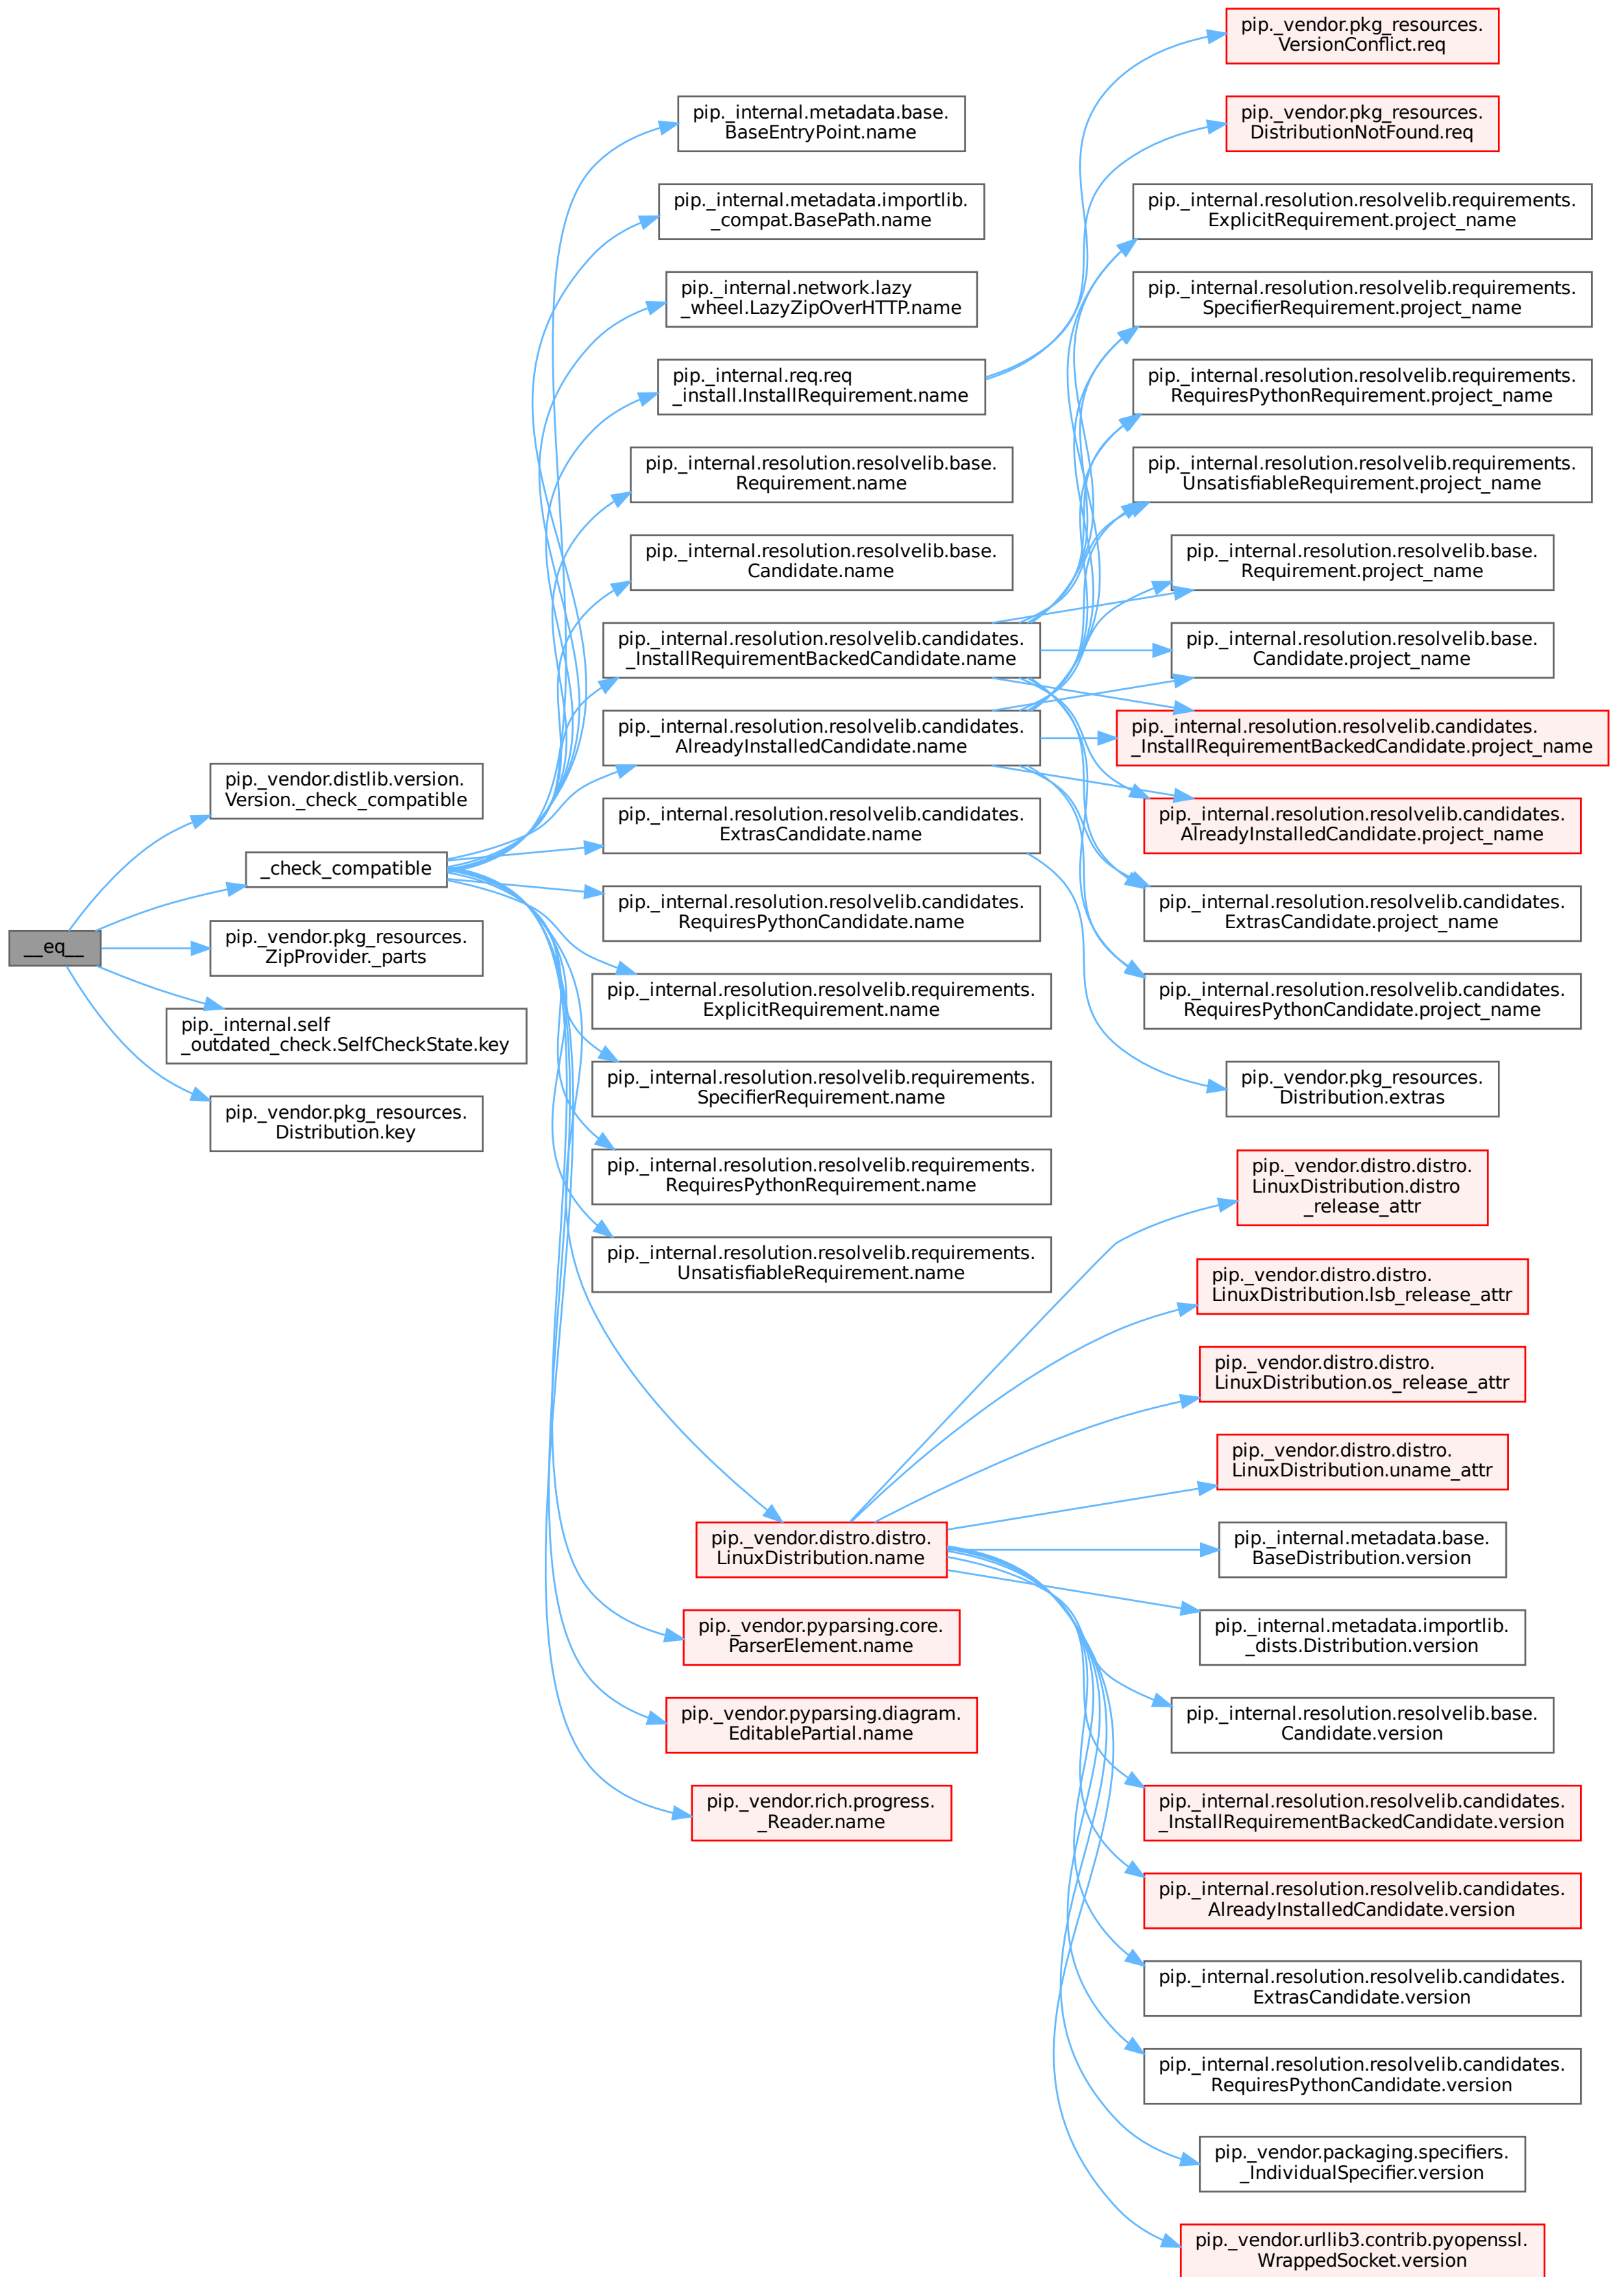 __eq__
pip._vendor.distlib.version.
Version._check_compatible
_check_compatible
pip._vendor.pkg_resources.
ZipProvider._parts
pip._internal.self
_outdated_check.SelfCheckState.key
pip._vendor.pkg_resources.
Distribution.key
pip._internal.metadata.base.
BaseEntryPoint.name
pip._internal.metadata.importlib.
_compat.BasePath.name
pip._internal.network.lazy
_wheel.LazyZipOverHTTP.name
pip._internal.req.req
_install.InstallRequirement.name
pip._internal.resolution.resolvelib.base.
Requirement.name
pip._internal.resolution.resolvelib.base.
Candidate.name
pip._internal.resolution.resolvelib.candidates.
_InstallRequirementBackedCandidate.name
pip._internal.resolution.resolvelib.candidates.
AlreadyInstalledCandidate.name
pip._internal.resolution.resolvelib.candidates.
ExtrasCandidate.name
pip._internal.resolution.resolvelib.candidates.
RequiresPythonCandidate.name
pip._internal.resolution.resolvelib.requirements.
ExplicitRequirement.name
pip._internal.resolution.resolvelib.requirements.
SpecifierRequirement.name
pip._internal.resolution.resolvelib.requirements.
RequiresPythonRequirement.name
pip._internal.resolution.resolvelib.requirements.
UnsatisfiableRequirement.name
pip._vendor.distro.distro.
LinuxDistribution.name
pip._vendor.pyparsing.core.
ParserElement.name
pip._vendor.pyparsing.diagram.
EditablePartial.name
pip._vendor.rich.progress.
_Reader.name
pip._vendor.pkg_resources.
VersionConflict.req
pip._vendor.pkg_resources.
DistributionNotFound.req
pip._internal.resolution.resolvelib.requirements.
ExplicitRequirement.project_name
pip._internal.resolution.resolvelib.requirements.
SpecifierRequirement.project_name
pip._internal.resolution.resolvelib.requirements.
RequiresPythonRequirement.project_name
pip._internal.resolution.resolvelib.requirements.
UnsatisfiableRequirement.project_name
pip._internal.resolution.resolvelib.base.
Requirement.project_name
pip._internal.resolution.resolvelib.base.
Candidate.project_name
pip._internal.resolution.resolvelib.candidates.
_InstallRequirementBackedCandidate.project_name
pip._internal.resolution.resolvelib.candidates.
AlreadyInstalledCandidate.project_name
pip._internal.resolution.resolvelib.candidates.
ExtrasCandidate.project_name
pip._internal.resolution.resolvelib.candidates.
RequiresPythonCandidate.project_name
pip._vendor.pkg_resources.
Distribution.extras
pip._vendor.distro.distro.
LinuxDistribution.distro
_release_attr
pip._vendor.distro.distro.
LinuxDistribution.lsb_release_attr
pip._vendor.distro.distro.
LinuxDistribution.os_release_attr
pip._vendor.distro.distro.
LinuxDistribution.uname_attr
pip._internal.metadata.base.
BaseDistribution.version
pip._internal.metadata.importlib.
_dists.Distribution.version
pip._internal.resolution.resolvelib.base.
Candidate.version
pip._internal.resolution.resolvelib.candidates.
_InstallRequirementBackedCandidate.version
pip._internal.resolution.resolvelib.candidates.
AlreadyInstalledCandidate.version
pip._internal.resolution.resolvelib.candidates.
ExtrasCandidate.version
pip._internal.resolution.resolvelib.candidates.
RequiresPythonCandidate.version
pip._vendor.packaging.specifiers.
_IndividualSpecifier.version
pip._vendor.urllib3.contrib.pyopenssl.
WrappedSocket.version